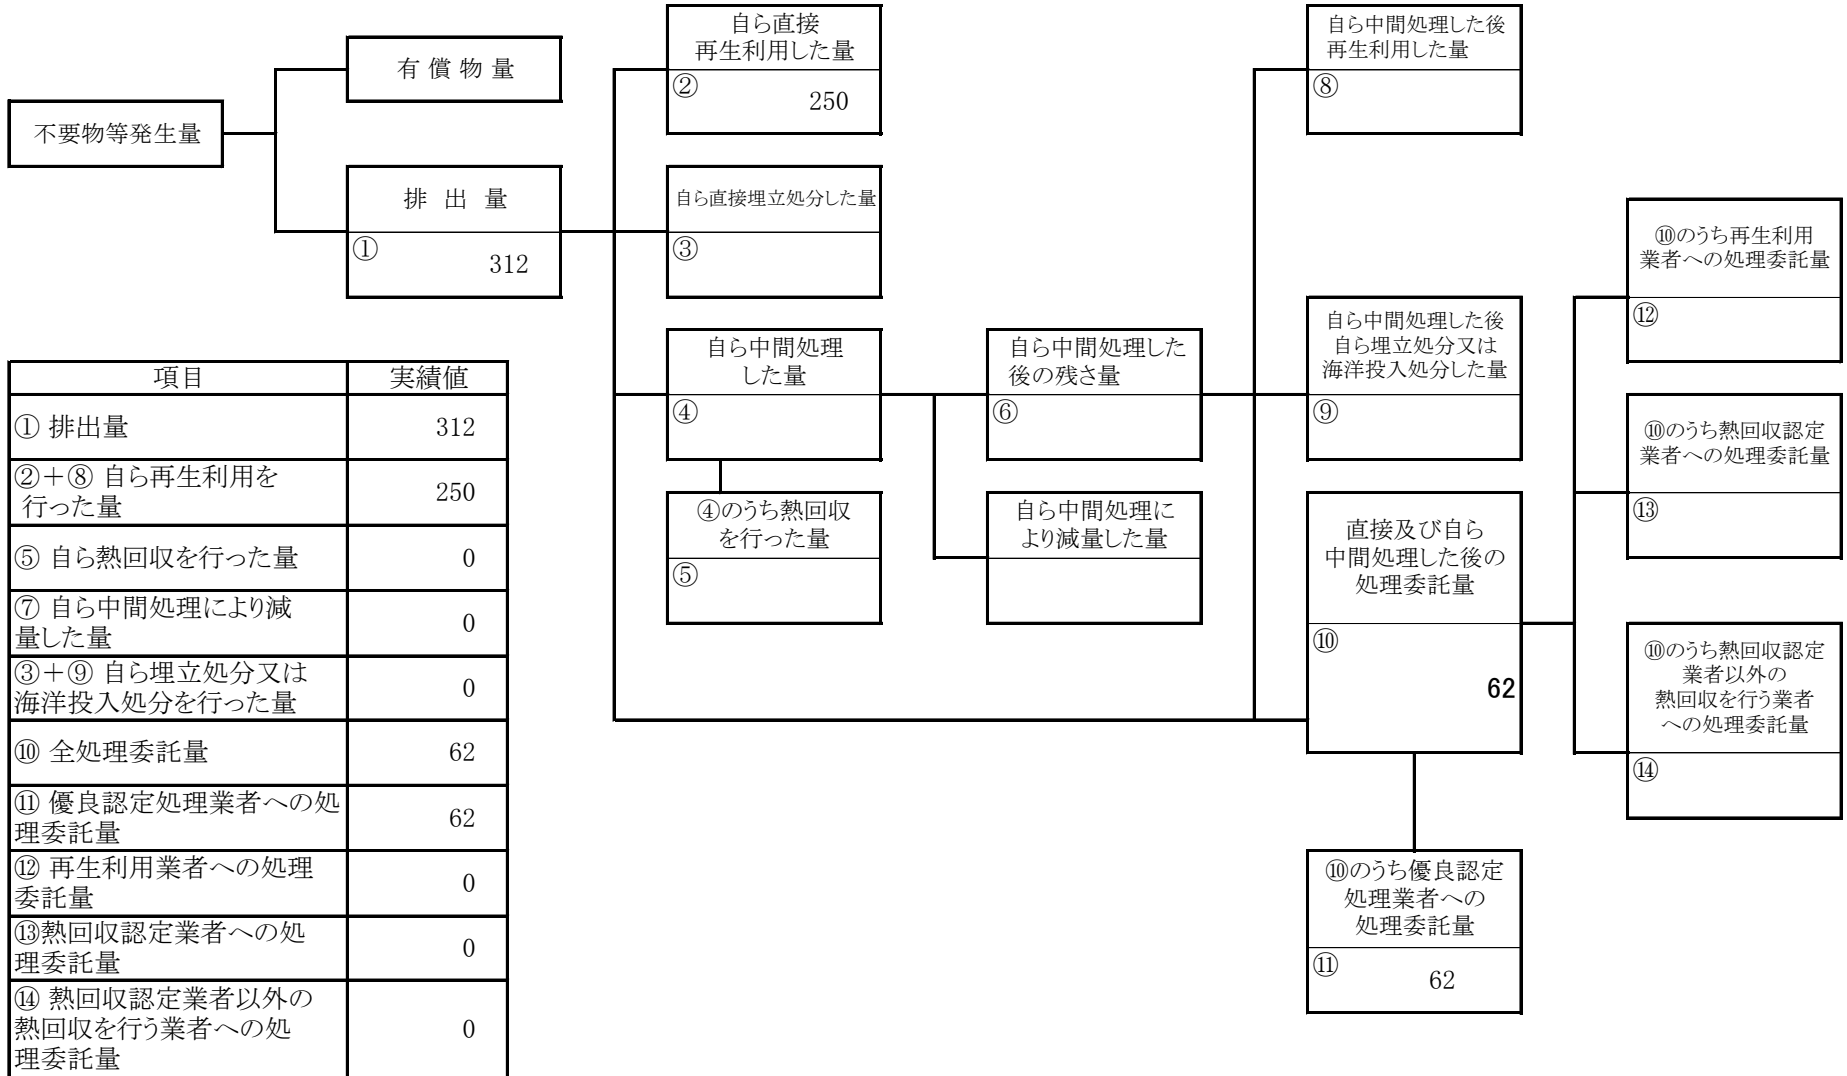 不要物等発生量
有 償 物 量
排 出 量
①
312
自ら直接
再生利用した量
②
250
自ら直接埋立処分した量
③
自ら中間処理
した量
④
④のうち熱回収
を行った量
⑤
自ら中間処理した
後の残さ量
⑥
自ら中間処理に
より減量した量
自ら中間処理した後
再生利用した量
⑧
自ら中間処理した後
自ら埋立処分又は
海洋投入処分した量
⑨
直接及び自ら
中間処理した後の
処理委託量
⑩
62
⑩のうち優良認定
処理業者への
処理委託量
⑪
62
⑩のうち再生利用
業者への処理委託量
⑫
⑩のうち熱回収認定
業者への処理委託量
⑬
⑩のうち熱回収認定
業者以外の
熱回収を行う業者
への処理委託量
⑭
項目 実績値
① 排出量 312
②+⑧ 自ら再生利用を
行った量 250
⑤ 自ら熱回収を行った量 0
⑦ 自ら中間処理により減
量した量 0
③+⑨ 自ら埋立処分又は
海洋投入処分を行った量 0
⑩ 全処理委託量 62
⑪ 優良認定処理業者への処
理委託量 62
⑫ 再生利用業者への処理
委託量 0
⑬熱回収認定業者への処
理委託量 0
⑭ 熱回収認定業者以外の
熱回収を行う業者への処 0
理委託量